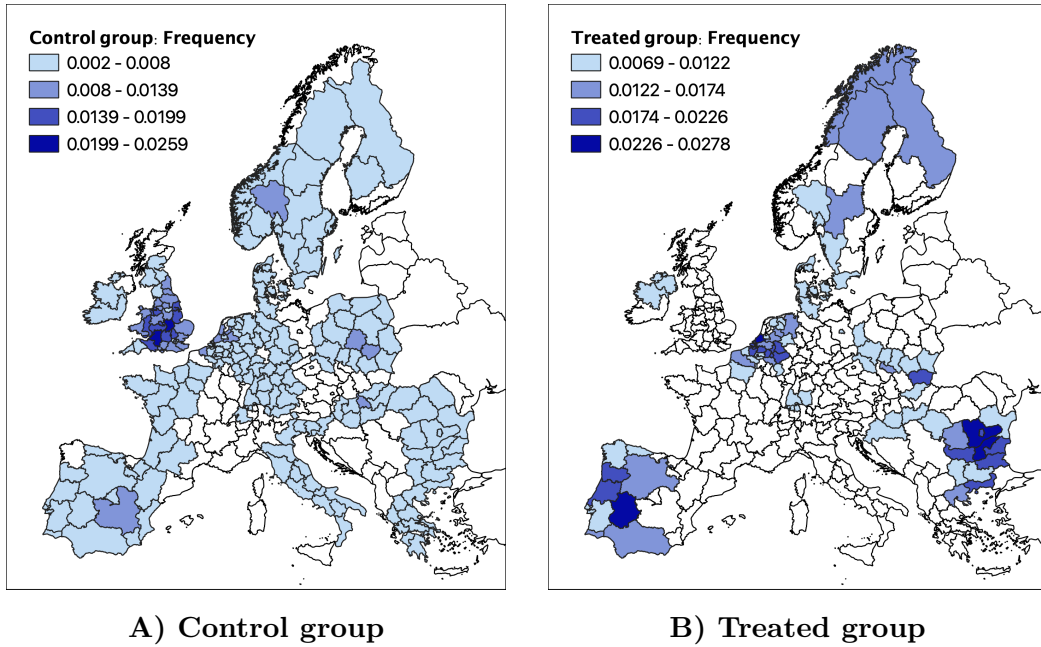 Control group: Frequency
0.002 - 0.008
0.008 - 0.0139
0.0139 - 0.0199
0.0199 - 0.0259
Treated group: Frequency
0.0069 - 0.0122
0.0122 - 0.0174
0.0174 - 0.0226
0.0226 - 0.0278
A) Control group
B) Treated group